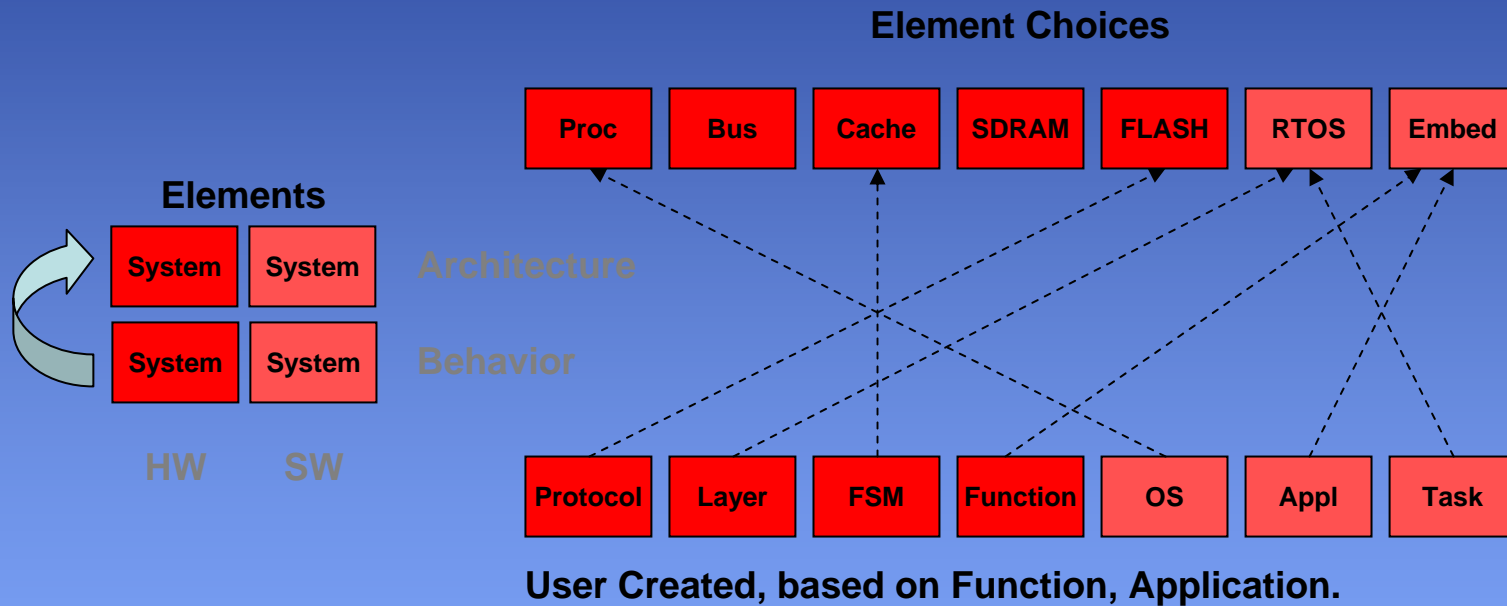 Element Choices
Proc Bus Cache SDRAM FLASH RTOS Embed
Elements
System System Architecture
System System Behavior
HW SW
Protocol Layer FSM Function OS Appl Task
User Created, based on Function, Application.